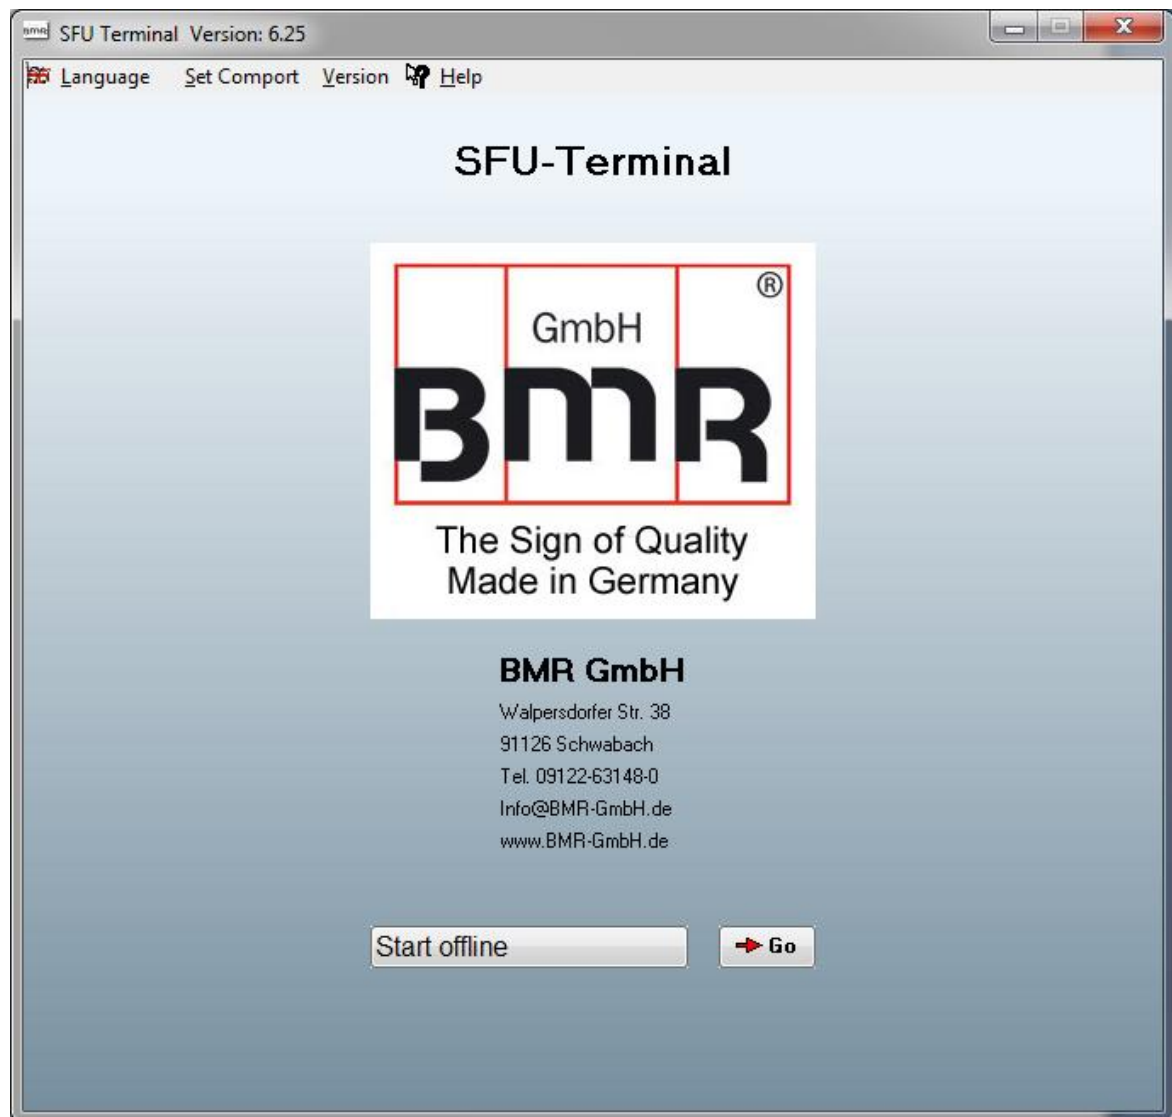 SFU Terminal Version: 6.25
Language Set Comport Version Help
SFU-Terminal
®
GmbH
BMR
The Sign of Quality
Made in Germany
BMR GmbH
Walpersdorfer Str. 38
91126 Schwabach
Tel. 09122-63148-0
Info@BMR-GmbH.de
www.BMR-GmbH.de
Start offline
Go